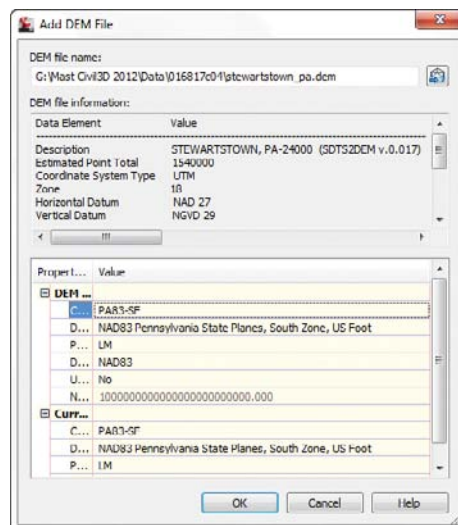 Add DEM File
DEM file name:
G:\Mast Civil3D 2012\Data\016817c04\stewartstown_pa.dem
DEM file information:
Data Element Value
Description STEWARTSTOWN, PA-24000 (SDTS2DEM v.0.017)
Estimated Point Total 1540000
Coordinate System Type UTM
Zone 18
Horizontal Datum NAD 27
Vertical Datum NGVD 29
Propert... Value
DEM ...
C... PA83-SF
D... NAD83 Pennsylvania State Planes, South Zone, US Foot
P... LM
D... NAD83
U... No
Curr...
C... PA83-SF
D... NAD83 Pennsylvania State Planes, South Zone, US Foot
P... LM
OK Cancel Help